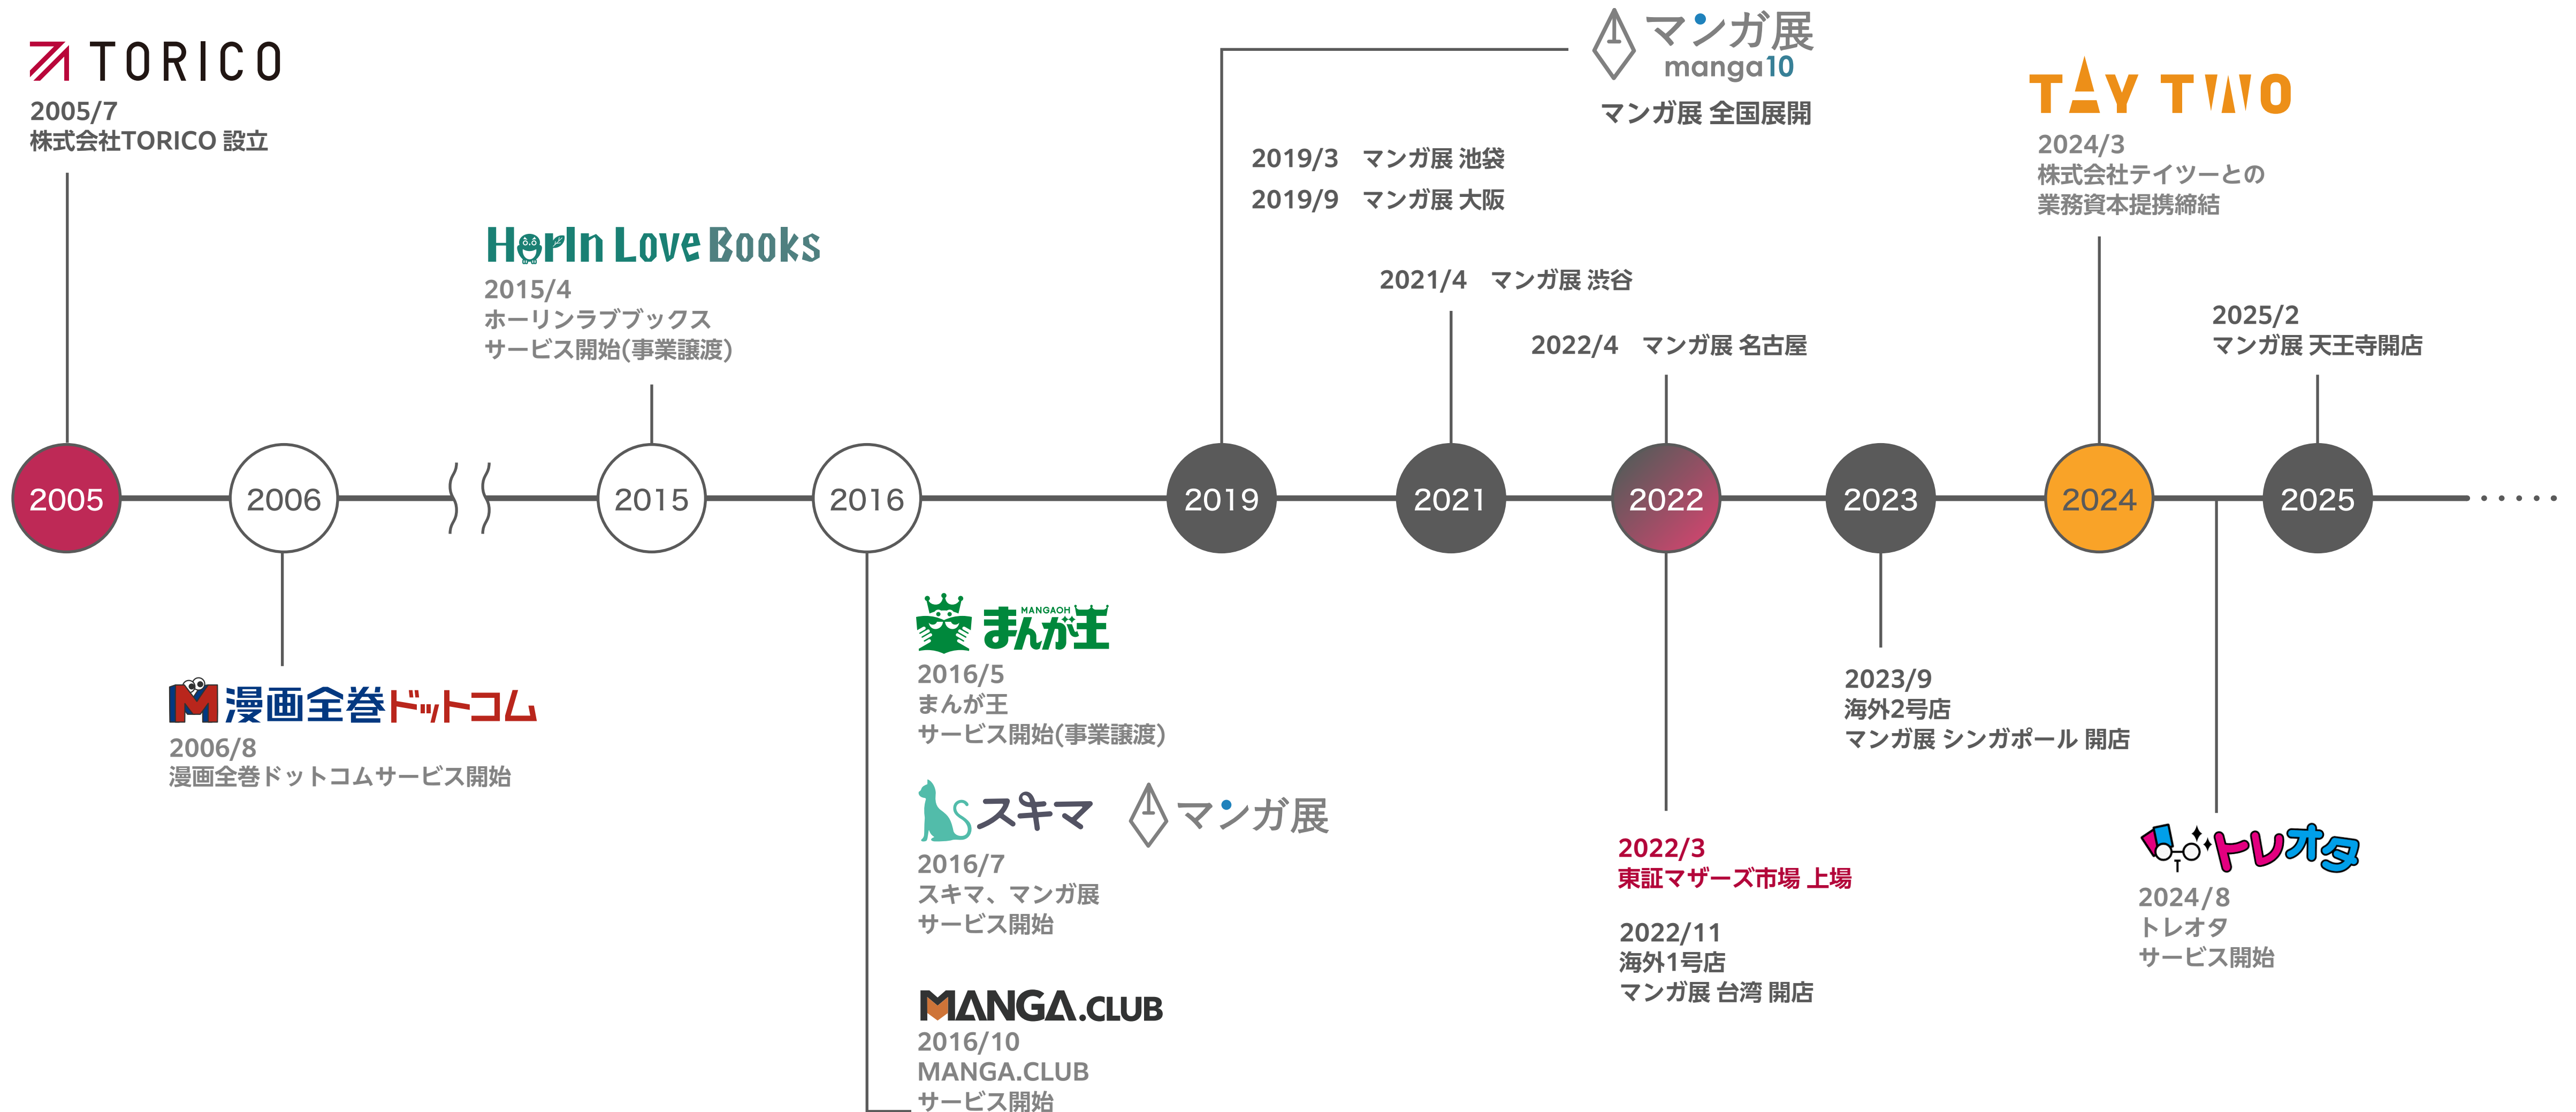 TORICO
2005/7
株式会社TORICO 設立
HorIn Love Books
2015/4
ホーリンラブブックス
サービス開始(事業譲渡)
マンガ展
manga10
マンガ展 全国展開
2019/3 マンガ展 池袋
2019/9 マンガ展 大阪
2021/4 マンガ展 渋谷
2022/4 マンガ展 名古屋
TAY TWO
2024/3
株式会社テイツーとの
業務資本提携締結
2025/2
マンガ展 天王寺開店
2005
2006
2015
2016
2019
2021
2022
2023
2024
2025
M 漫画全巻ドットコム
2006/8
漫画全巻ドットコムサービス開始
MANGAOH
まんが王
2016/5
まんが王
サービス開始(事業譲渡)
スキマ マンガ展
2016/7
スキマ、マンガ展
サービス開始
MANGA.CLUB
2016/10
MANGA.CLUB
サービス開始
2022/3
東証マザーズ市場 上場
2022/11
海外1号店
マンガ展 台湾 開店
2023/9
海外2号店
マンガ展 シンガポール 開店
トレオタ
2024/8
トレオタ
サービス開始